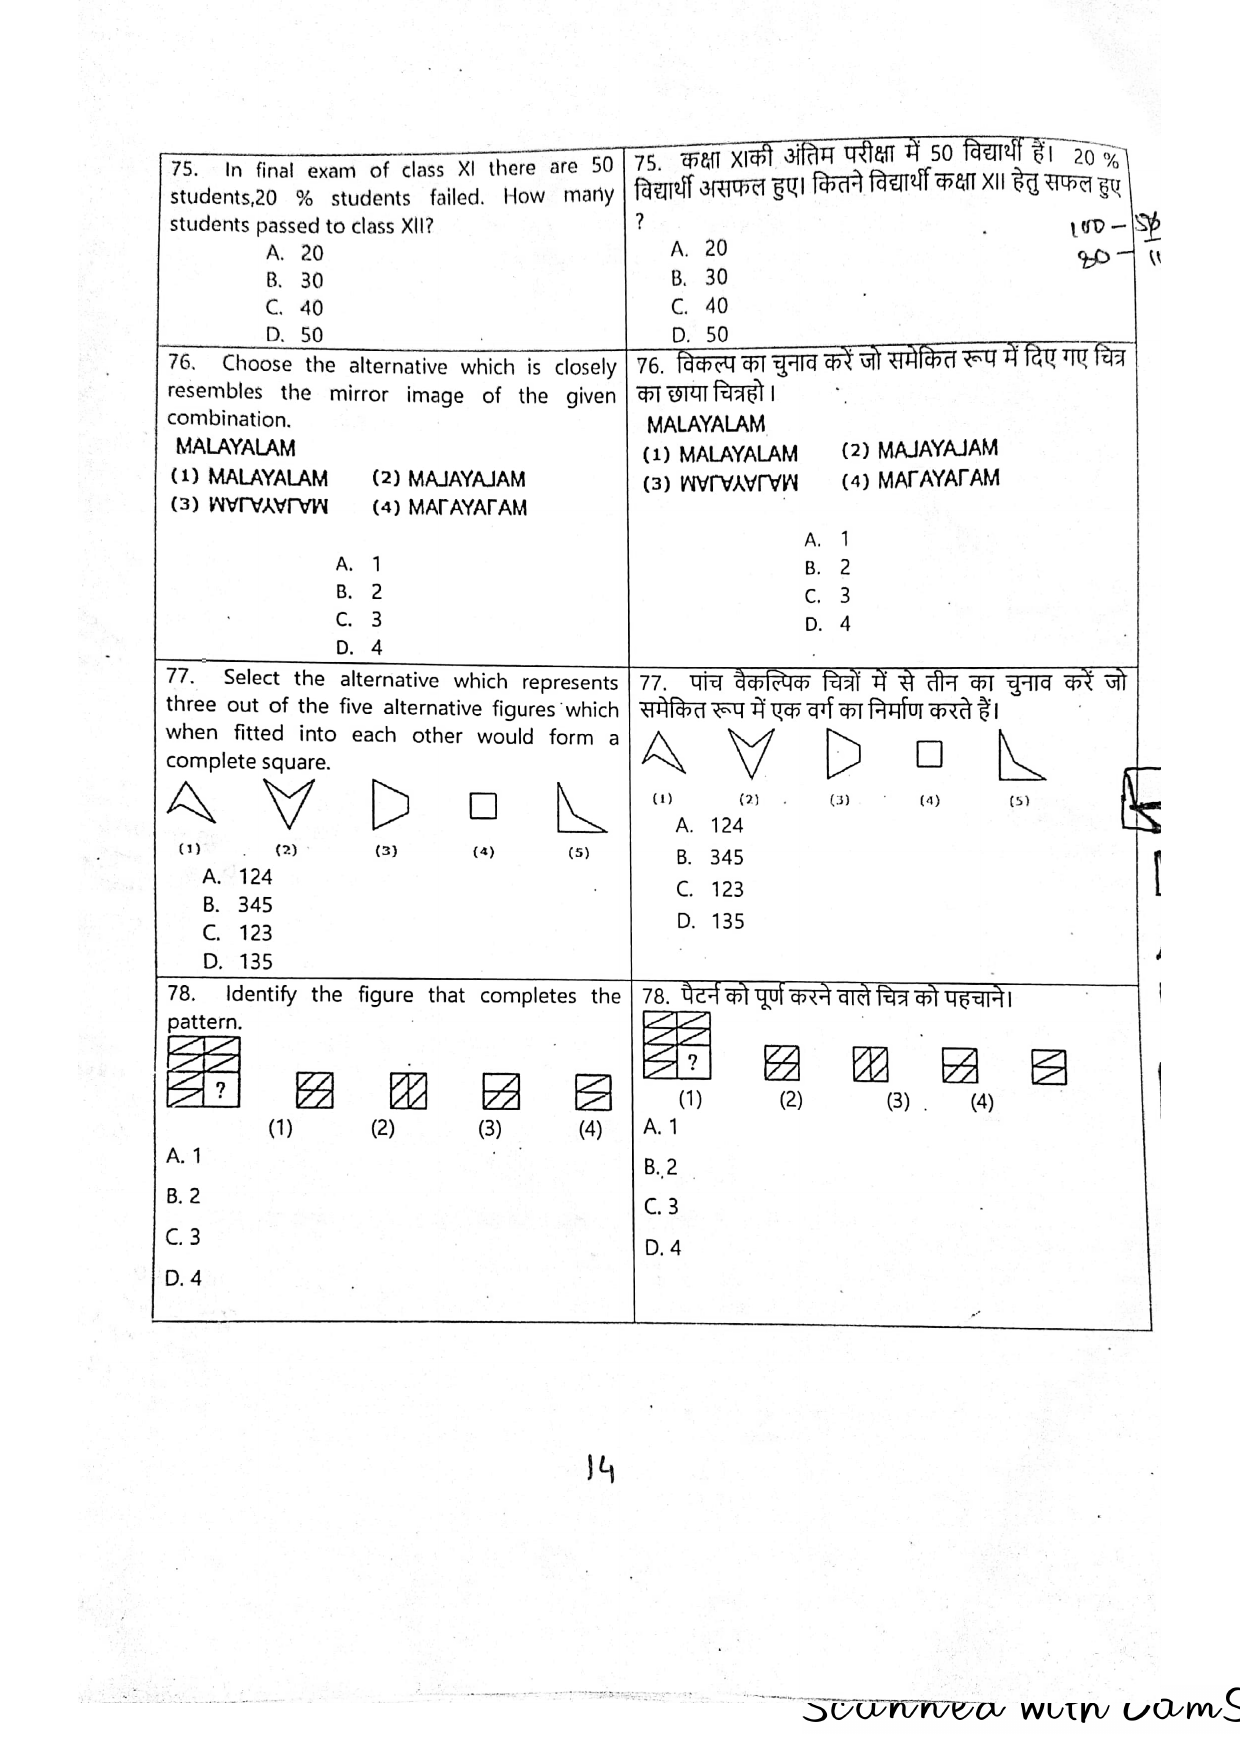 75. In final exam of class XI there are 50
students,20 % students failed. How many
students passed to class XII?
A. 20
B. 30
C. 40
D. 50
75. कक्षा XIकी अंतिम परीक्षा में 50 विद्यार्थी हैं। 20 %
विद्यार्थी असफल हुए। कितने विद्यार्थी कक्षा XII हेतु सफल हुए
?
A. 20
B. 30
C. 40
D. 50
100 –
80 –
76. Choose the alternative which is closely
resembles the mirror image of the given
combination.
MALAYALAM
(1) MALAYALAM (2) MAJAYAJAM
(3) (4) MAГAYAГAM
A. 1
B. 2
C. 3
D. 4
76. विकल्प का चुनाव करें जो समेकित रूप में दिए गए चित्र
का छाया चित्रहो ।
MALAYALAM
(1) MALAYALAM (2) MAJAYAJAM
(3) (4) MAГAYAГAM
A. 1
B. 2
C. 3
D. 4
77. Select the alternative which represents
three out of the five alternative figures which
when fitted into each other would form a
complete square.
(1) (2) (3) (4) (5)
A. 124
B. 345
C. 123
D. 135
77. पांच वैकल्पिक चित्रों में से तीन का चुनाव करें जो
समेकित रूप में एक वर्ग का निर्माण करते हैं।
(1) (2) (3) (4) (5)
A. 124
B. 345
C. 123
D. 135
78. Identify the figure that completes the
pattern.
?
(1) (2) (3) (4)
A. 1
B. 2
C. 3
D. 4
78. पैटर्न को पूर्ण करने वाले चित्र को पहचाने।
?
(1) (2) (3) (4)
A. 1
B. 2
C. 3
D. 4
14
Scanned with CamS